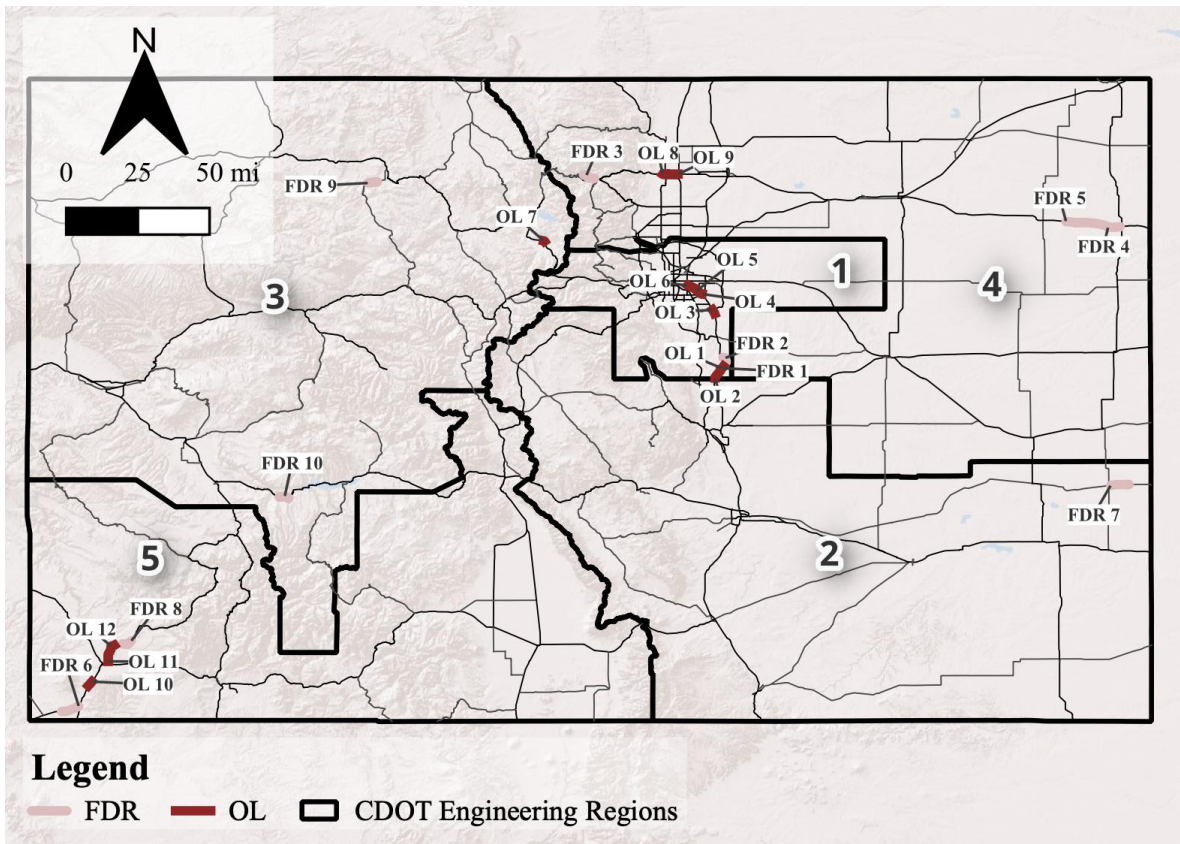 N
0 25 50 mi
FDR 3
OL 8
OL 9
FDR 9
OL 7
FDR 5
FDR 4
OL 5
OL 6
1
4
3
OL 4
OL 3
FDR 2
OL 1
FDR 1
OL 2
FDR 10
FDR 7
5
2
FDR 8
OL 12
FDR 6
OL 11
OL 10
Legend
FDR OL CDOT Engineering Regions